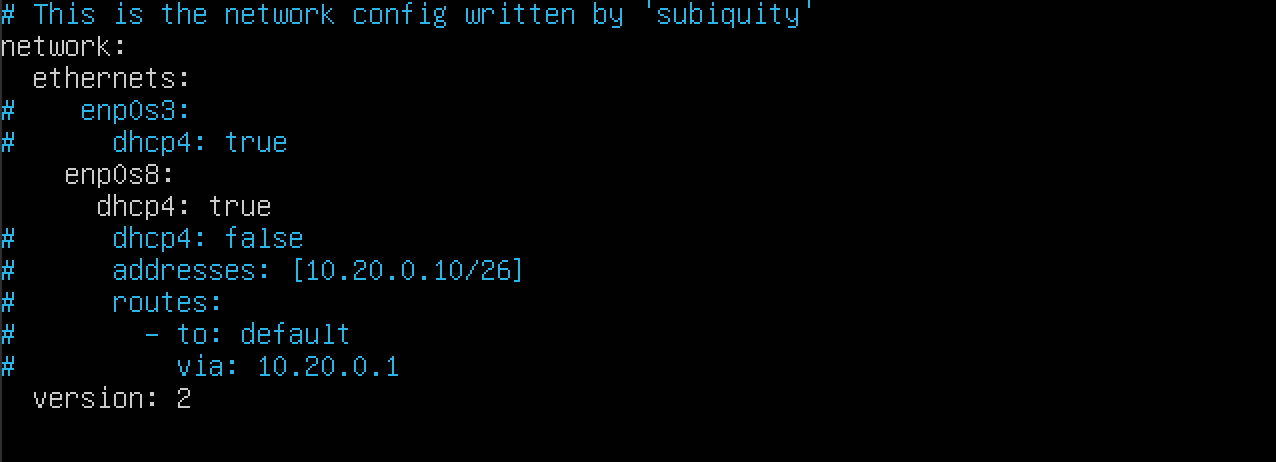 # This is the network config written by 'subiquity'
network:
  ethernets:
#    enp0s3:
#      dhcp4: true
    enp0s8:
      dhcp4: true
#      dhcp4: false
#      addresses: [10.20.0.10/26]
#      routes:
#        - to: default
#          via: 10.20.0.1
  version: 2